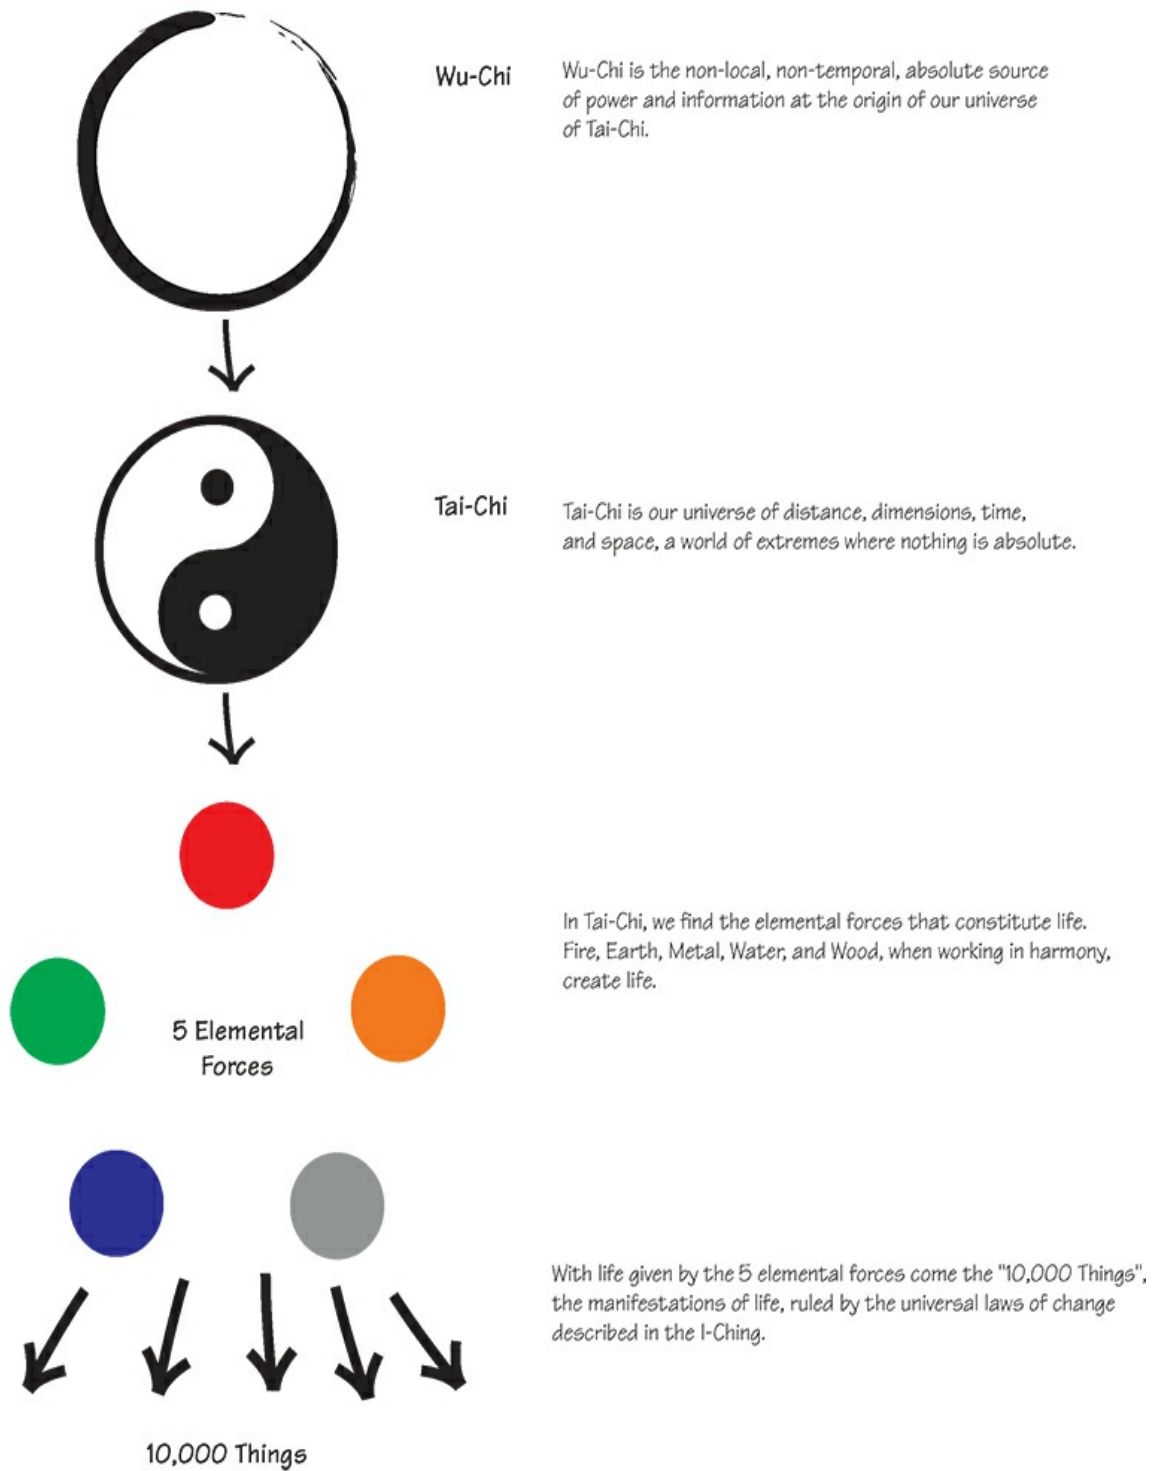 Wu-Chi
Wu-Chi is the non-local, non-temporal, absolute source
of power and information at the origin of our universe
of Tai-Chi.
Tai-Chi
Tai-Chi is our universe of distance, dimensions, time,
and space, a world of extremes where nothing is absolute.
In Tai-Chi, we find the elemental forces that constitute life.
Fire, Earth, Metal, Water, and Wood, when working in harmony,
create life.
5 Elemental
Forces
With life given by the 5 elemental forces come the "10,000 Things",
the manifestations of life, ruled by the universal laws of change
described in the I-Ching.
10,000 Things